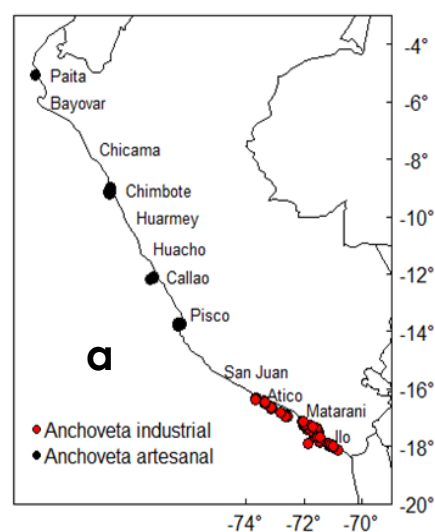 -4°
Paita
-6°
Bayovar
Chicama
-8°
Chimbote
Huarmey
-10°
Huacho
Callao
-12°
Pisco
-14°
a
San Juan
Atico
-16°
Matarani
Ilo
Anchoveta industrial
-18°
Anchoveta artesanal
-20°
-74° -72° -70°